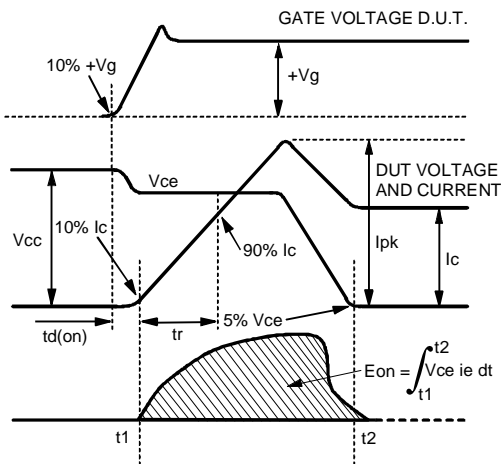 GATE VOLTAGE D.U.T.
10% +Vg
+Vg
Vce
DUT VOLTAGE
AND CURRENT
Vcc
10% Ic
90% Ic
Ipk
Ic
td(on)
tr
5% Vce
Eon = ∫ Vce ie dt
t2
t1
t1
t2